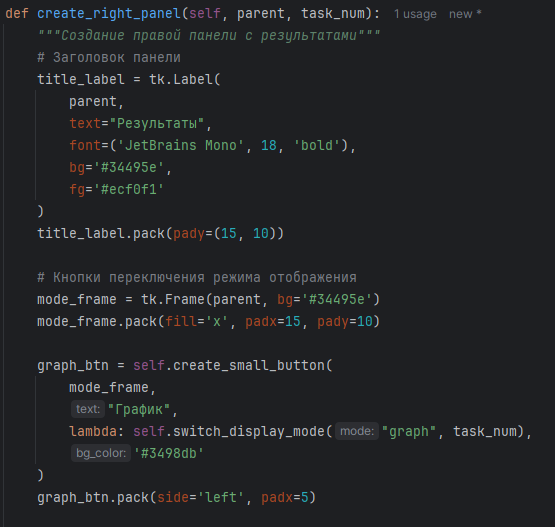 def create_right_panel(self, parent, task_num): 1 usage new *
    """Создание правой панели с результатами"""
    # Заголовок панели
    title_label = tk.Label(
        parent,
        text="Результаты",
        font=('JetBrains Mono', 18, 'bold'),
        bg='#34495e',
        fg='#ecf0f1'
    )
    title_label.pack(pady=(15, 10))

    # Кнопки переключения режима отображения
    mode_frame = tk.Frame(parent, bg='#34495e')
    mode_frame.pack(fill='x', padx=15, pady=10)

    graph_btn = self.create_small_button(
        mode_frame,
        text: "График",
        lambda: self.switch_display_mode( mode: "graph", task_num),
        bg_color: '#3498db'
    )
    graph_btn.pack(side='left', padx=5)